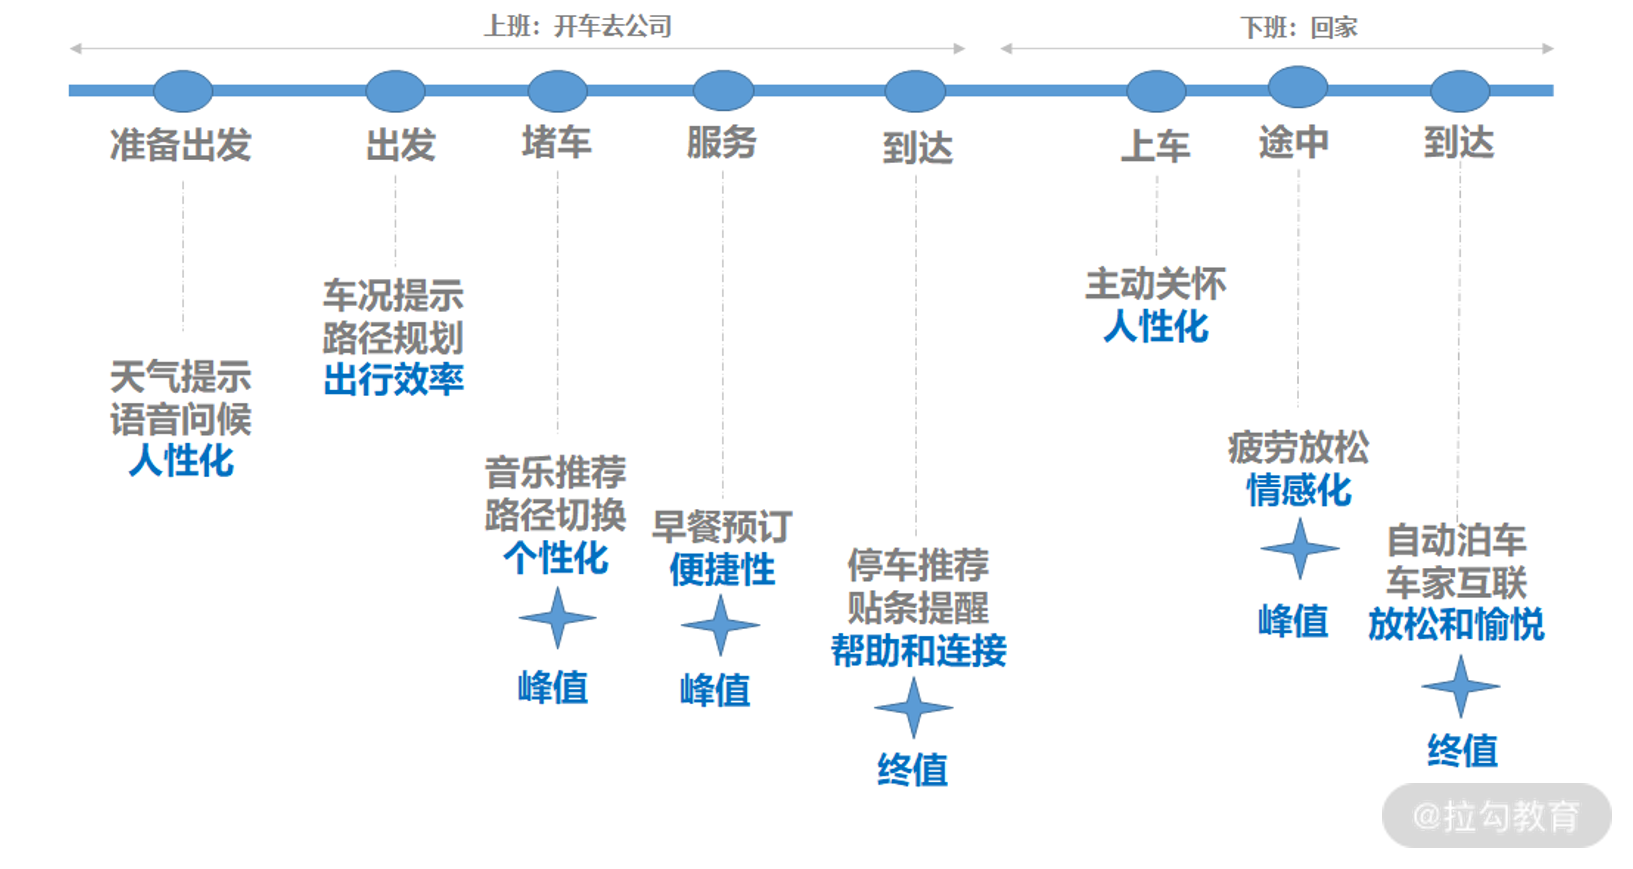 上班：开车去公司
下班：回家
准备出发
出发
堵车
服务
到达
上车
途中
到达
天气提示
语音问候
人性化
车况提示
路径规划
出行效率
音乐推荐
路径切换
个性化
峰值
早餐预订
便捷性
峰值
停车推荐
贴条提醒
帮助和连接
终值
主动关怀
人性化
疲劳放松
情感化
峰值
自动泊车
车家互联
放松和愉悦
终值
@拉勾教育